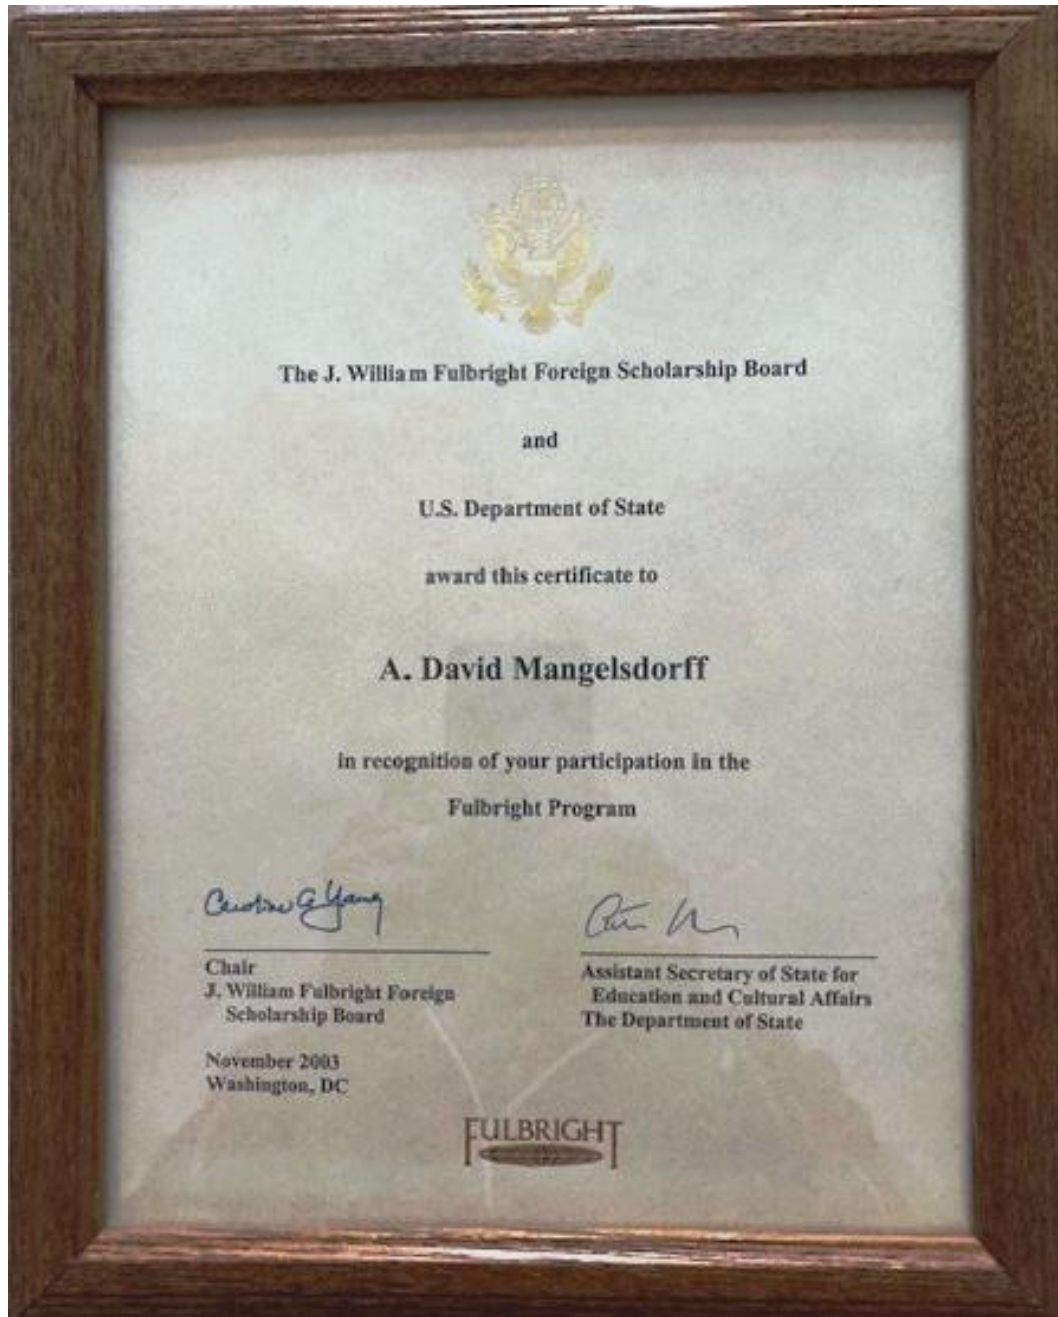 The J. William Fulbright Foreign Scholarship Board
and
U.S. Department of State
award this certificate to
A. David Mangelsdorff
in recognition of your participation in the
Fulbright Program
Chair
J. William Fulbright Foreign
Scholarship Board
November 2003
Washington, DC
Assistant Secretary of State for
Education and Cultural Affairs
The Department of State
FULBRIGHT